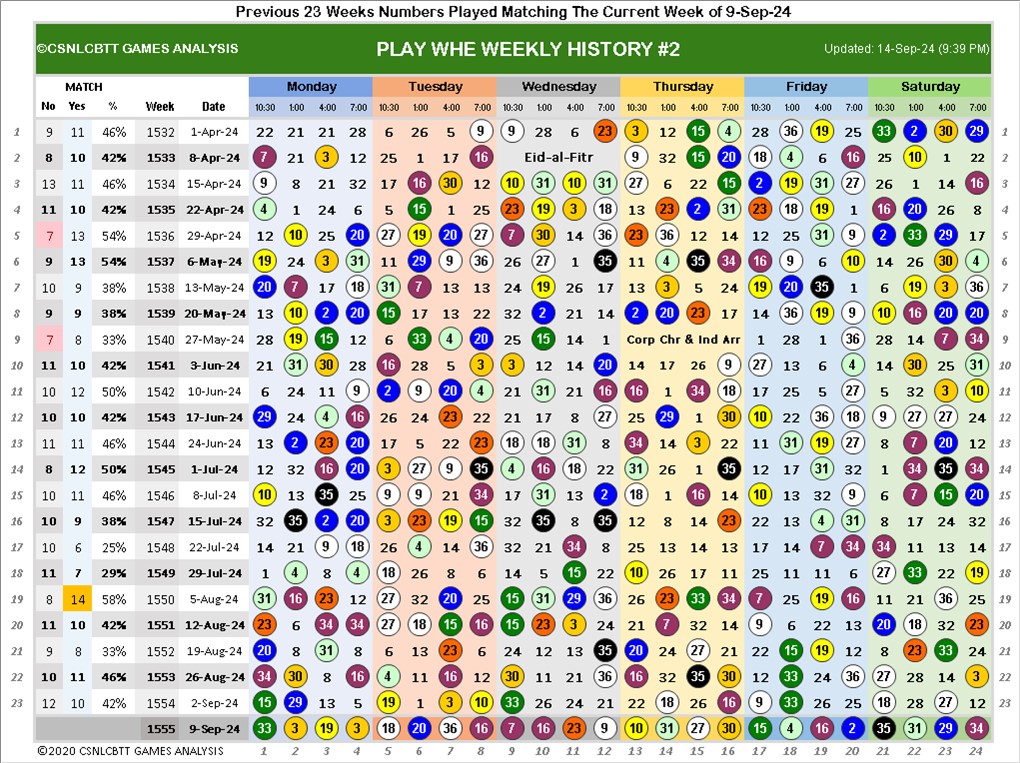 Previous 23 Weeks Numbers Played Matching The Current Week of 9-Sep-24
©CSNLCBTT GAMES ANALYSIS PLAY WHE WEEKLY HISTORY #2 Updated: 14-Sep-24 (9:39 PM)
MATCH Monday Tuesday Wednesday Thursday Friday Saturday
No Yes % Week Date 10:30 1:00 4:00 7:00 10:30 1:00 4:00 7:00 10:30 1:00 4:00 7:00 10:30 1:00 4:00 7:00 10:30 1:00 4:00 7:00 10:30 1:00 4:00 7:00
1 9 11 46% 1532 1-Apr-24 22 21 21 28 6 26 5 9 9 28 6 23 3 12 15 4 28 36 19 25 33 2 30 29 1
2 8 10 42% 1533 8-Apr-24 7 21 3 12 25 1 17 16 Eid-al-Fitr 9 32 15 20 18 4 6 16 25 10 1 22 2
3 13 11 46% 1534 15-Apr-24 9 8 21 32 17 16 30 12 10 31 10 31 27 6 22 15 2 19 31 27 26 1 14 16 3
4 11 10 42% 1535 22-Apr-24 4 1 24 6 5 15 1 25 23 19 3 18 13 23 2 31 23 18 19 1 16 20 26 8 4
5 7 13 54% 1536 29-Apr-24 12 10 25 20 27 19 20 27 7 30 14 36 23 36 12 14 12 25 31 9 2 33 29 17 5
6 9 13 54% 1537 6-May-24 19 24 3 31 11 29 9 36 26 27 1 35 11 4 35 34 16 9 6 10 14 26 30 4 6
7 10 9 38% 1538 13-May-24 20 7 17 18 31 7 13 13 24 19 26 17 13 3 5 24 19 20 35 1 6 19 3 36 7
8 9 9 38% 1539 20-May-24 13 10 2 20 15 17 13 22 32 2 21 14 2 20 23 17 14 36 19 9 10 16 20 20 8
9 7 8 33% 1540 27-May-24 28 19 15 12 6 33 4 20 25 15 14 1 Corp Chr & Ind Arr 1 28 1 36 28 14 7 34 9
10 11 10 42% 1541 3-Jun-24 21 31 30 28 16 28 5 3 3 12 14 20 14 17 26 9 27 13 6 4 14 30 25 31 10
11 10 12 50% 1542 10-Jun-24 6 24 11 9 2 9 20 4 21 31 21 16 16 1 34 18 17 25 5 27 5 32 3 10 11
12 10 10 42% 1543 17-Jun-24 29 24 4 16 26 24 23 22 21 17 8 27 25 29 1 30 10 22 36 18 9 27 27 24 12
13 11 11 46% 1544 24-Jun-24 13 2 23 20 17 5 22 23 18 18 31 8 34 14 3 22 11 31 19 27 8 7 20 12 13
14 8 12 50% 1545 1-Jul-24 12 32 16 20 3 27 9 35 4 16 18 22 31 26 1 35 12 17 31 32 1 34 35 34 14
15 10 11 46% 1546 8-Jul-24 10 13 35 25 9 9 21 34 17 31 13 2 18 1 16 14 10 13 32 9 6 7 15 20 15
16 10 9 38% 1547 15-Jul-24 32 35 2 20 3 23 19 15 32 35 8 35 12 8 14 23 22 13 4 31 8 17 24 32 16
17 10 6 25% 1548 22-Jul-24 14 21 9 18 26 4 14 36 32 21 34 8 25 13 14 13 17 14 7 34 34 11 13 14 17
18 11 7 29% 1549 29-Jul-24 1 4 8 4 18 26 8 6 14 5 15 22 10 26 17 11 25 11 11 6 27 33 22 19 18
19 8 14 58% 1550 5-Aug-24 31 16 23 12 27 32 20 25 15 31 29 36 26 23 33 34 7 25 19 16 11 21 36 25 19
20 11 10 42% 1551 12-Aug-24 23 6 34 34 27 18 15 16 15 23 3 24 21 7 32 14 9 6 22 13 20 18 32 23 20
21 9 8 33% 1552 19-Aug-24 20 8 31 8 1 6 23 6 24 12 13 35 20 24 27 21 22 15 19 12 8 23 33 24 21
22 10 11 46% 1553 26-Aug-24 34 30 8 16 4 11 16 12 30 11 11 36 16 32 35 30 18 33 24 36 27 28 14 3 22
23 12 10 42% 1554 2-Sep-24 15 29 13 5 19 1 3 10 33 26 24 21 22 18 26 16 9 33 26 25 22 28 27 12 23
1555 9-Sep-24 33 3 19 3 18 20 36 16 7 16 23 9 10 31 27 30 15 4 16 2 35 31 29 34
©2020 CSNLCBTT GAMES ANALYSIS 1 2 3 4 5 6 7 8 9 10 11 12 13 14 15 16 17 18 19 20 21 22 23 24